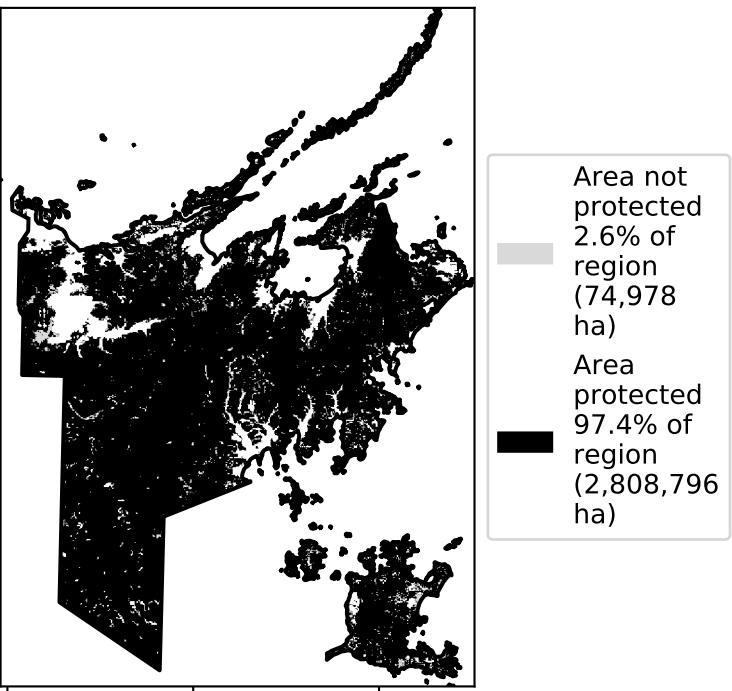 Area not
protected
2.6% of
region
(74,978
ha)
Area
protected
97.4% of
region
(2,808,796
ha)